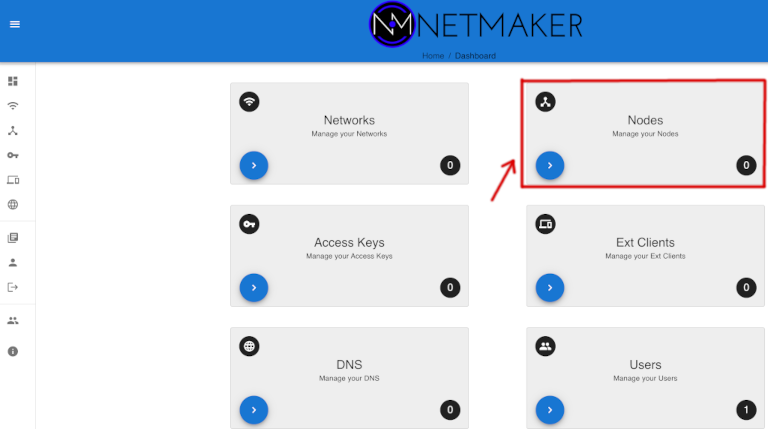 NM NETMAKER
Home / Dashboard
Networks
Manage your Networks
0
Nodes
Manage your Nodes
0
Access Keys
Manage your Access Keys
0
Ext Clients
Manage your Ext Clients
0
DNS
Manage your DNS
0
Users
Manage your Users
1